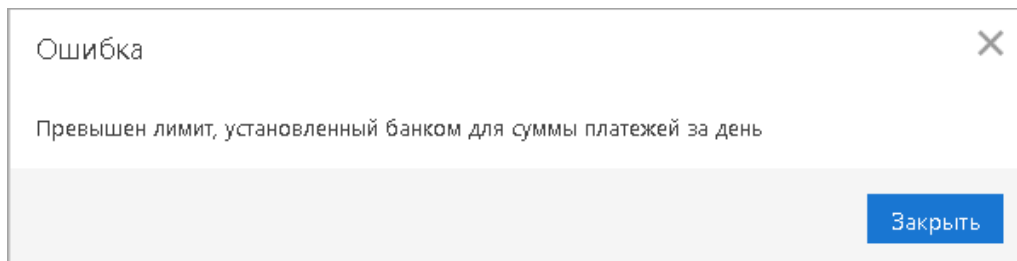 Ошибка
Превышен лимит, установленный банком для суммы платежей за день
Закрыть